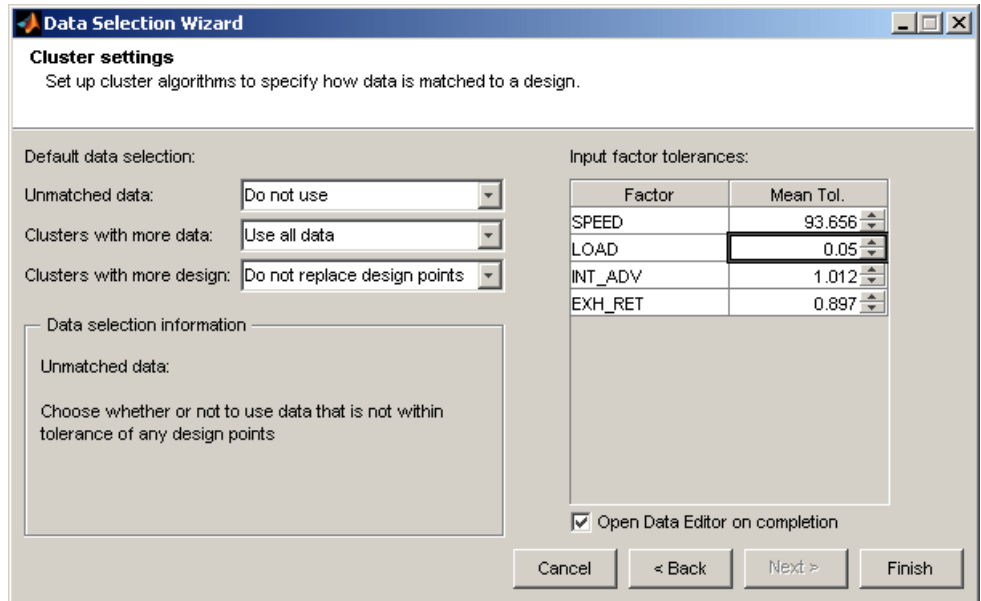 Data Selection Wizard
Cluster settings
Set up cluster algorithms to specify how data is matched to a design.
Default data selection:
Unmatched data: Do not use
Clusters with more data: Use all data
Clusters with more design: Do not replace design points
Data selection information
Unmatched data:
Choose whether or not to use data that is not within
tolerance of any design points
Input factor tolerances:
Factor Mean Tol.
SPEED 93.656
LOAD 0.05
INT_ADV 1.012
EXH_RET 0.897
Open Data Editor on completion
Cancel < Back Next > Finish